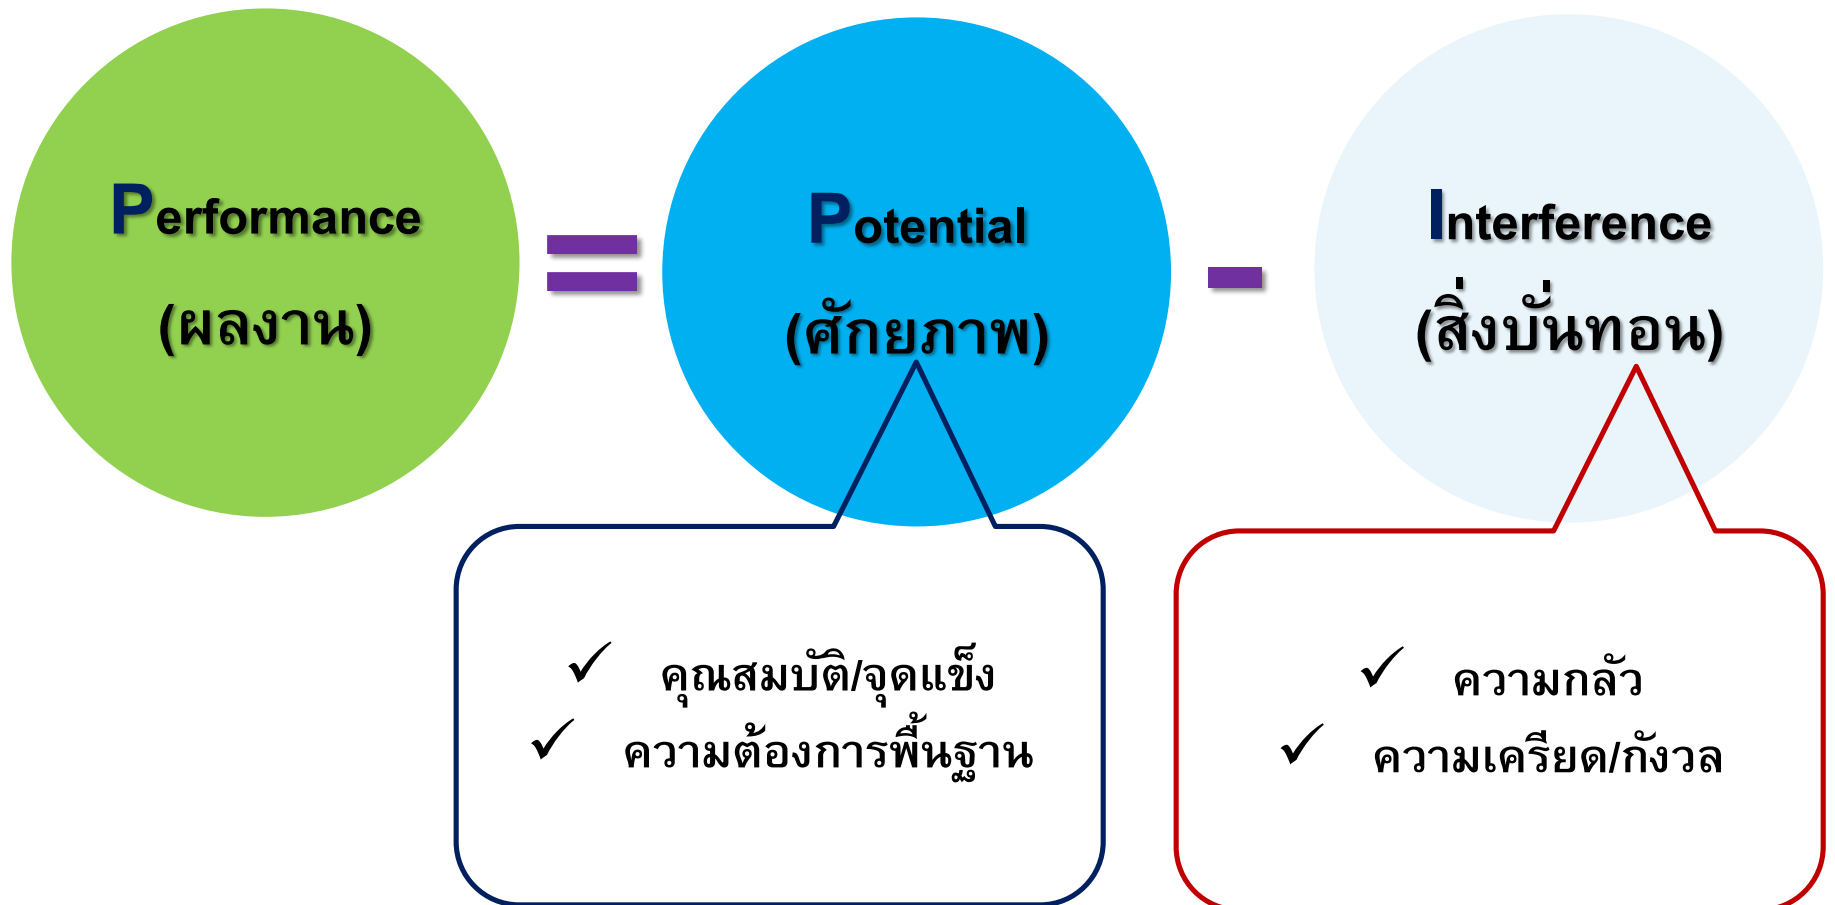 Performance
(ผลงาน)
=
Potential
(ศักยภาพ)
-
Interference
(สิ่งบั่นทอน)
✓ คุณสมบัติ/จุดแข็ง
✓ ความต้องการพื้นฐาน
✓ ความกลัว
✓ ความเครียด/กังวล